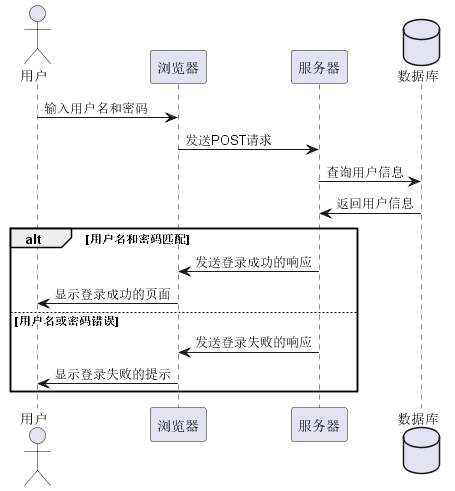 用户
浏览器
服务器
数据库
输入用户名和密码
发送POST请求
查询用户信息
返回用户信息
alt
[用户名和密码匹配]
发送登录成功的响应
显示登录成功的页面
[用户名或密码错误]
发送登录失败的响应
显示登录失败的提示
用户
浏览器
服务器
数据库